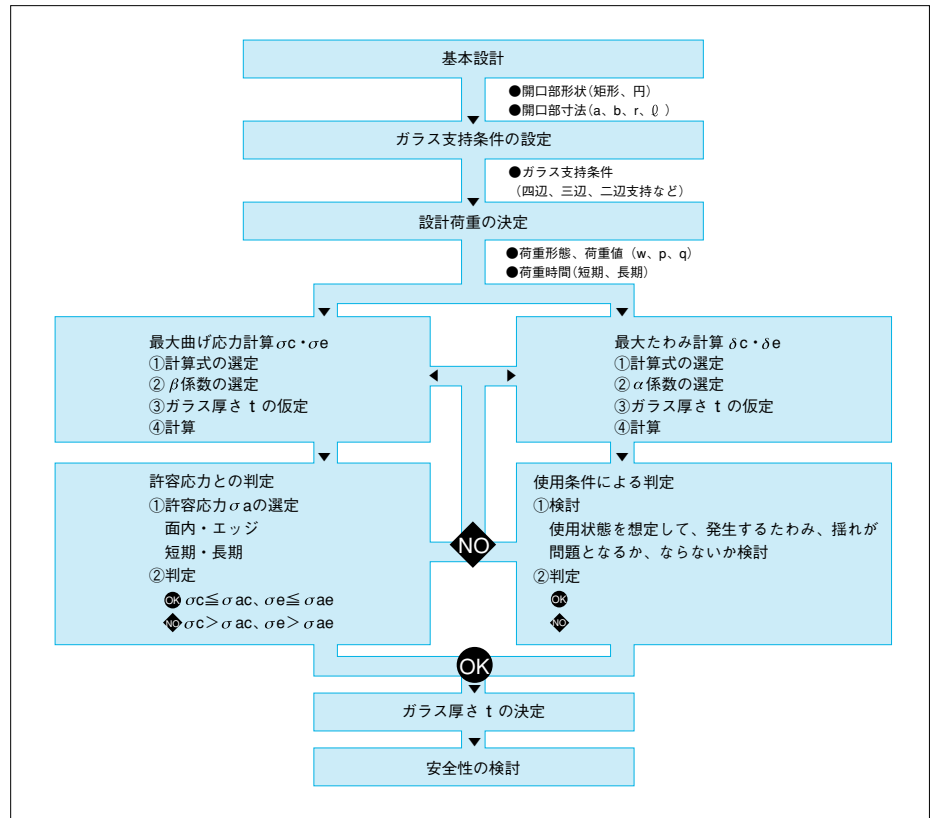 基本設計
●開口部形状(矩形、円)
●開口部寸法(a、b、r、ℓ)
ガラス支持条件の設定
●ガラス支持条件
(四辺、三辺、二辺支持など)
設計荷重の決定
●荷重形態、荷重値(w、p、q)
●荷重時間(短期、長期)
最大曲げ応力計算σc・σe
①計算式の選定
②β係数の選定
③ガラス厚さtの仮定
④計算
最大たわみ計算δc・δe
①計算式の選定
②α係数の選定
③ガラス厚さtの仮定
④計算
許容応力との判定
①許容応力σaの選定
面内・エッジ
短期・長期
②判定
OK σc≦σac、σe≦σae
NO σc>σac、σe>σae
NO
使用条件による判定
①検討
使用状態を想定して、発生するたわみ、揺れが
問題となるか、ならないか検討
②判定
OK
NO
OK
ガラス厚さtの決定
安全性の検討